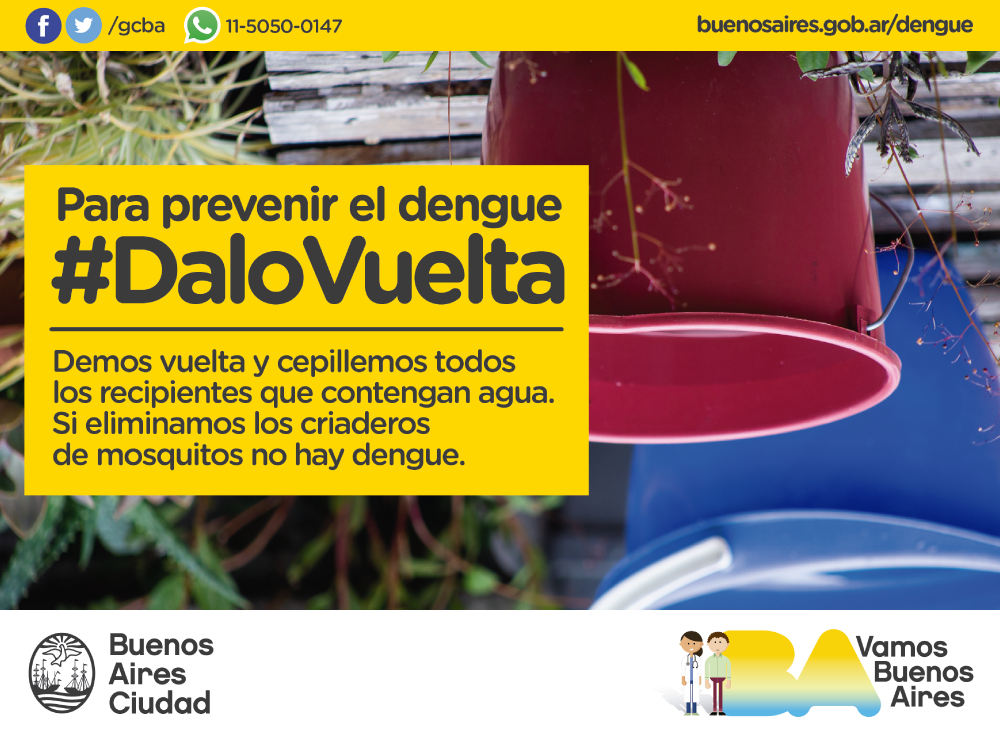 /gcba 11-5050-0147 buenosaires.gob.ar/dengue
Para prevenir el dengue
#DaloVuelta
Demos vuelta y cepillemos todos
los recipientes que contengan agua.
Si eliminamos los criaderos
de mosquitos no hay dengue.
Buenos
Aires
Ciudad
BA
Vamos
Buenos
Aires